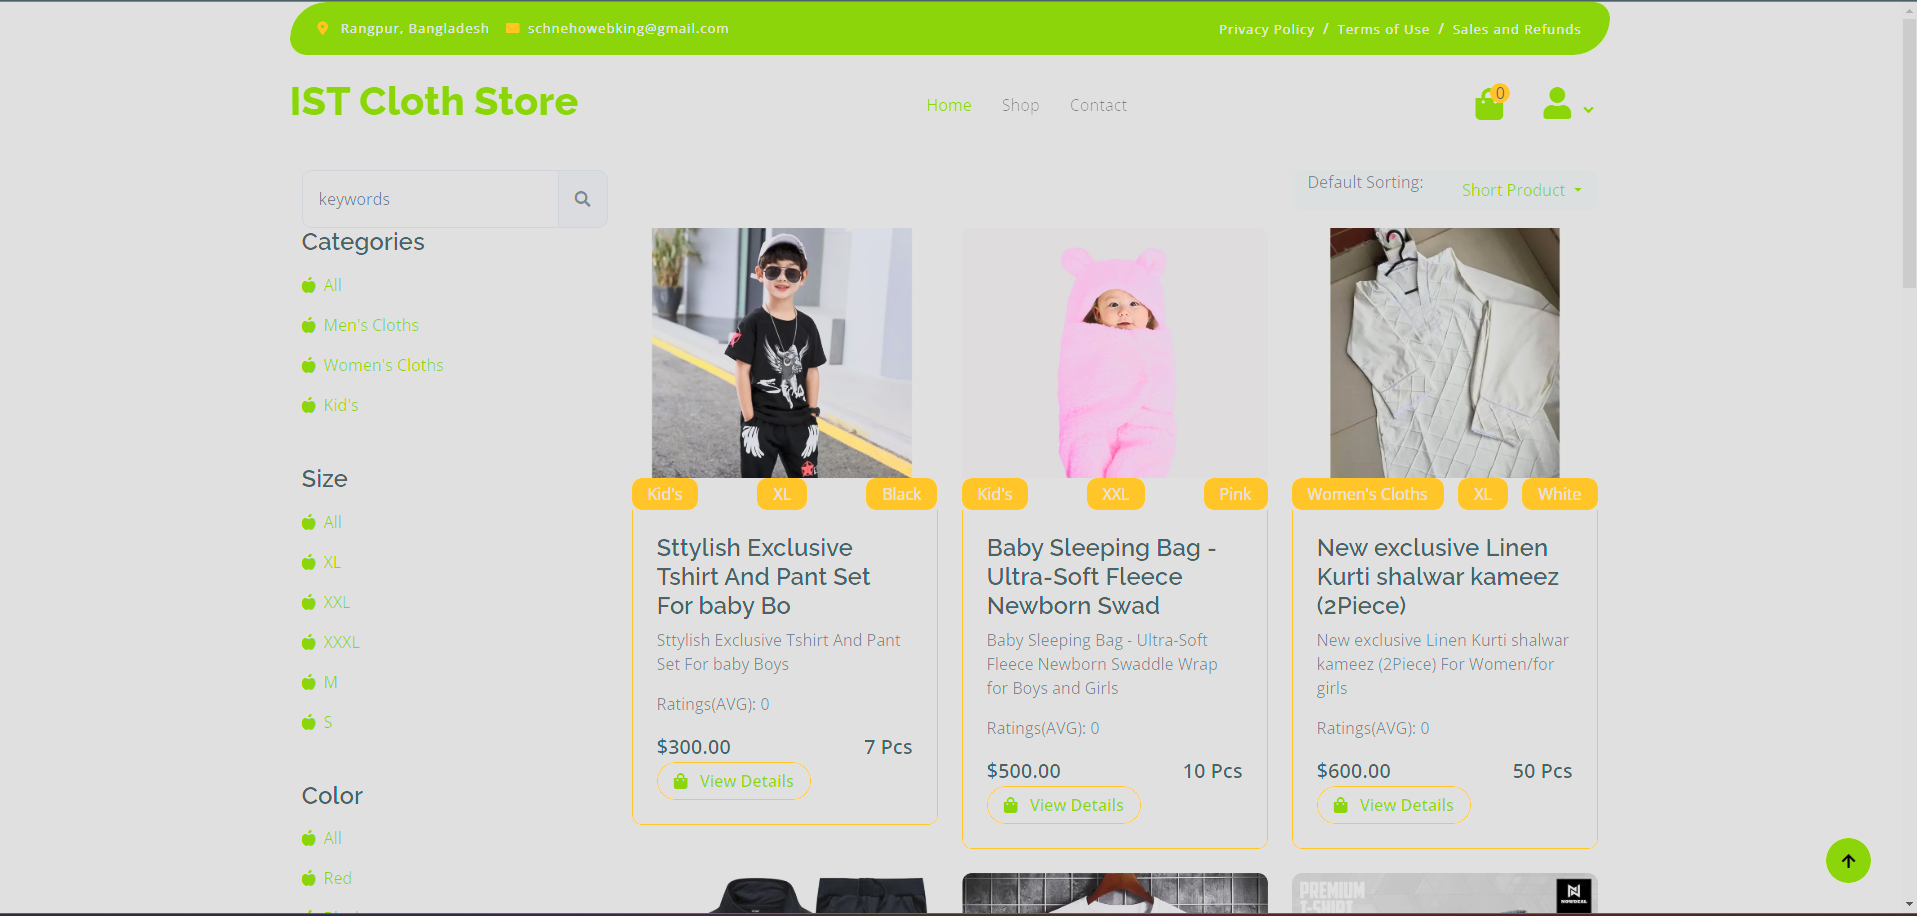 Rangpur, Bangladesh
schnehowebking@gmail.com
Privacy Policy / Terms of Use / Sales and Refunds
IST Cloth Store
Home
Shop
Contact
0
keywords
Default Sorting:
Short Product
Categories
All
Men's Cloths
Women's Cloths
Kid's
Size
All
XL
XXL
XXXL
M
S
Color
All
Red
Kid's
XL
Black
Sttylish Exclusive
Tshirt And Pant Set
For baby Bo
Sttylish Exclusive Tshirt And Pant
Set For baby Boys
Ratings(AVG): 0
$300.00
7 Pcs
View Details
Kid's
XXL
Pink
Baby Sleeping Bag -
Ultra-Soft Fleece
Newborn Swad
Baby Sleeping Bag - Ultra-Soft
Fleece Newborn Swaddle Wrap
for Boys and Girls
Ratings(AVG): 0
$500.00
10 Pcs
View Details
Women's Cloths
XL
White
New exclusive Linen
Kurti shalwar kameez
(2Piece)
New exclusive Linen Kurti shalwar
kameez (2Piece) For Women/for
girls
Ratings(AVG): 0
$600.00
50 Pcs
View Details
PREMIUM
T-SHIRT